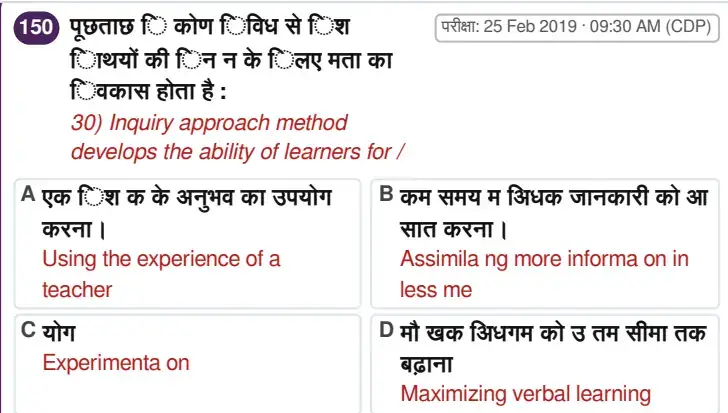 150 पूछताछ ि कोण िविध से िश
परीक्षा: 25 Feb 2019 · 09:30 AM (CDP)
ािथयों की िन न के िलए मता का
िवकास होता है :
30) Inquiry approach method
develops the ability of learners for /
A एक िश क के अनुभव का उपयोग
करना।
Using the experience of a
teacher
B कम समय म अिधक जानकारी को आ
सात करना।
Assimila ng more informa on in
less me
C योग
Experimenta on
D मौ खक अिधगम को उ तम सीमा तक
बढ़ाना
Maximizing verbal learning